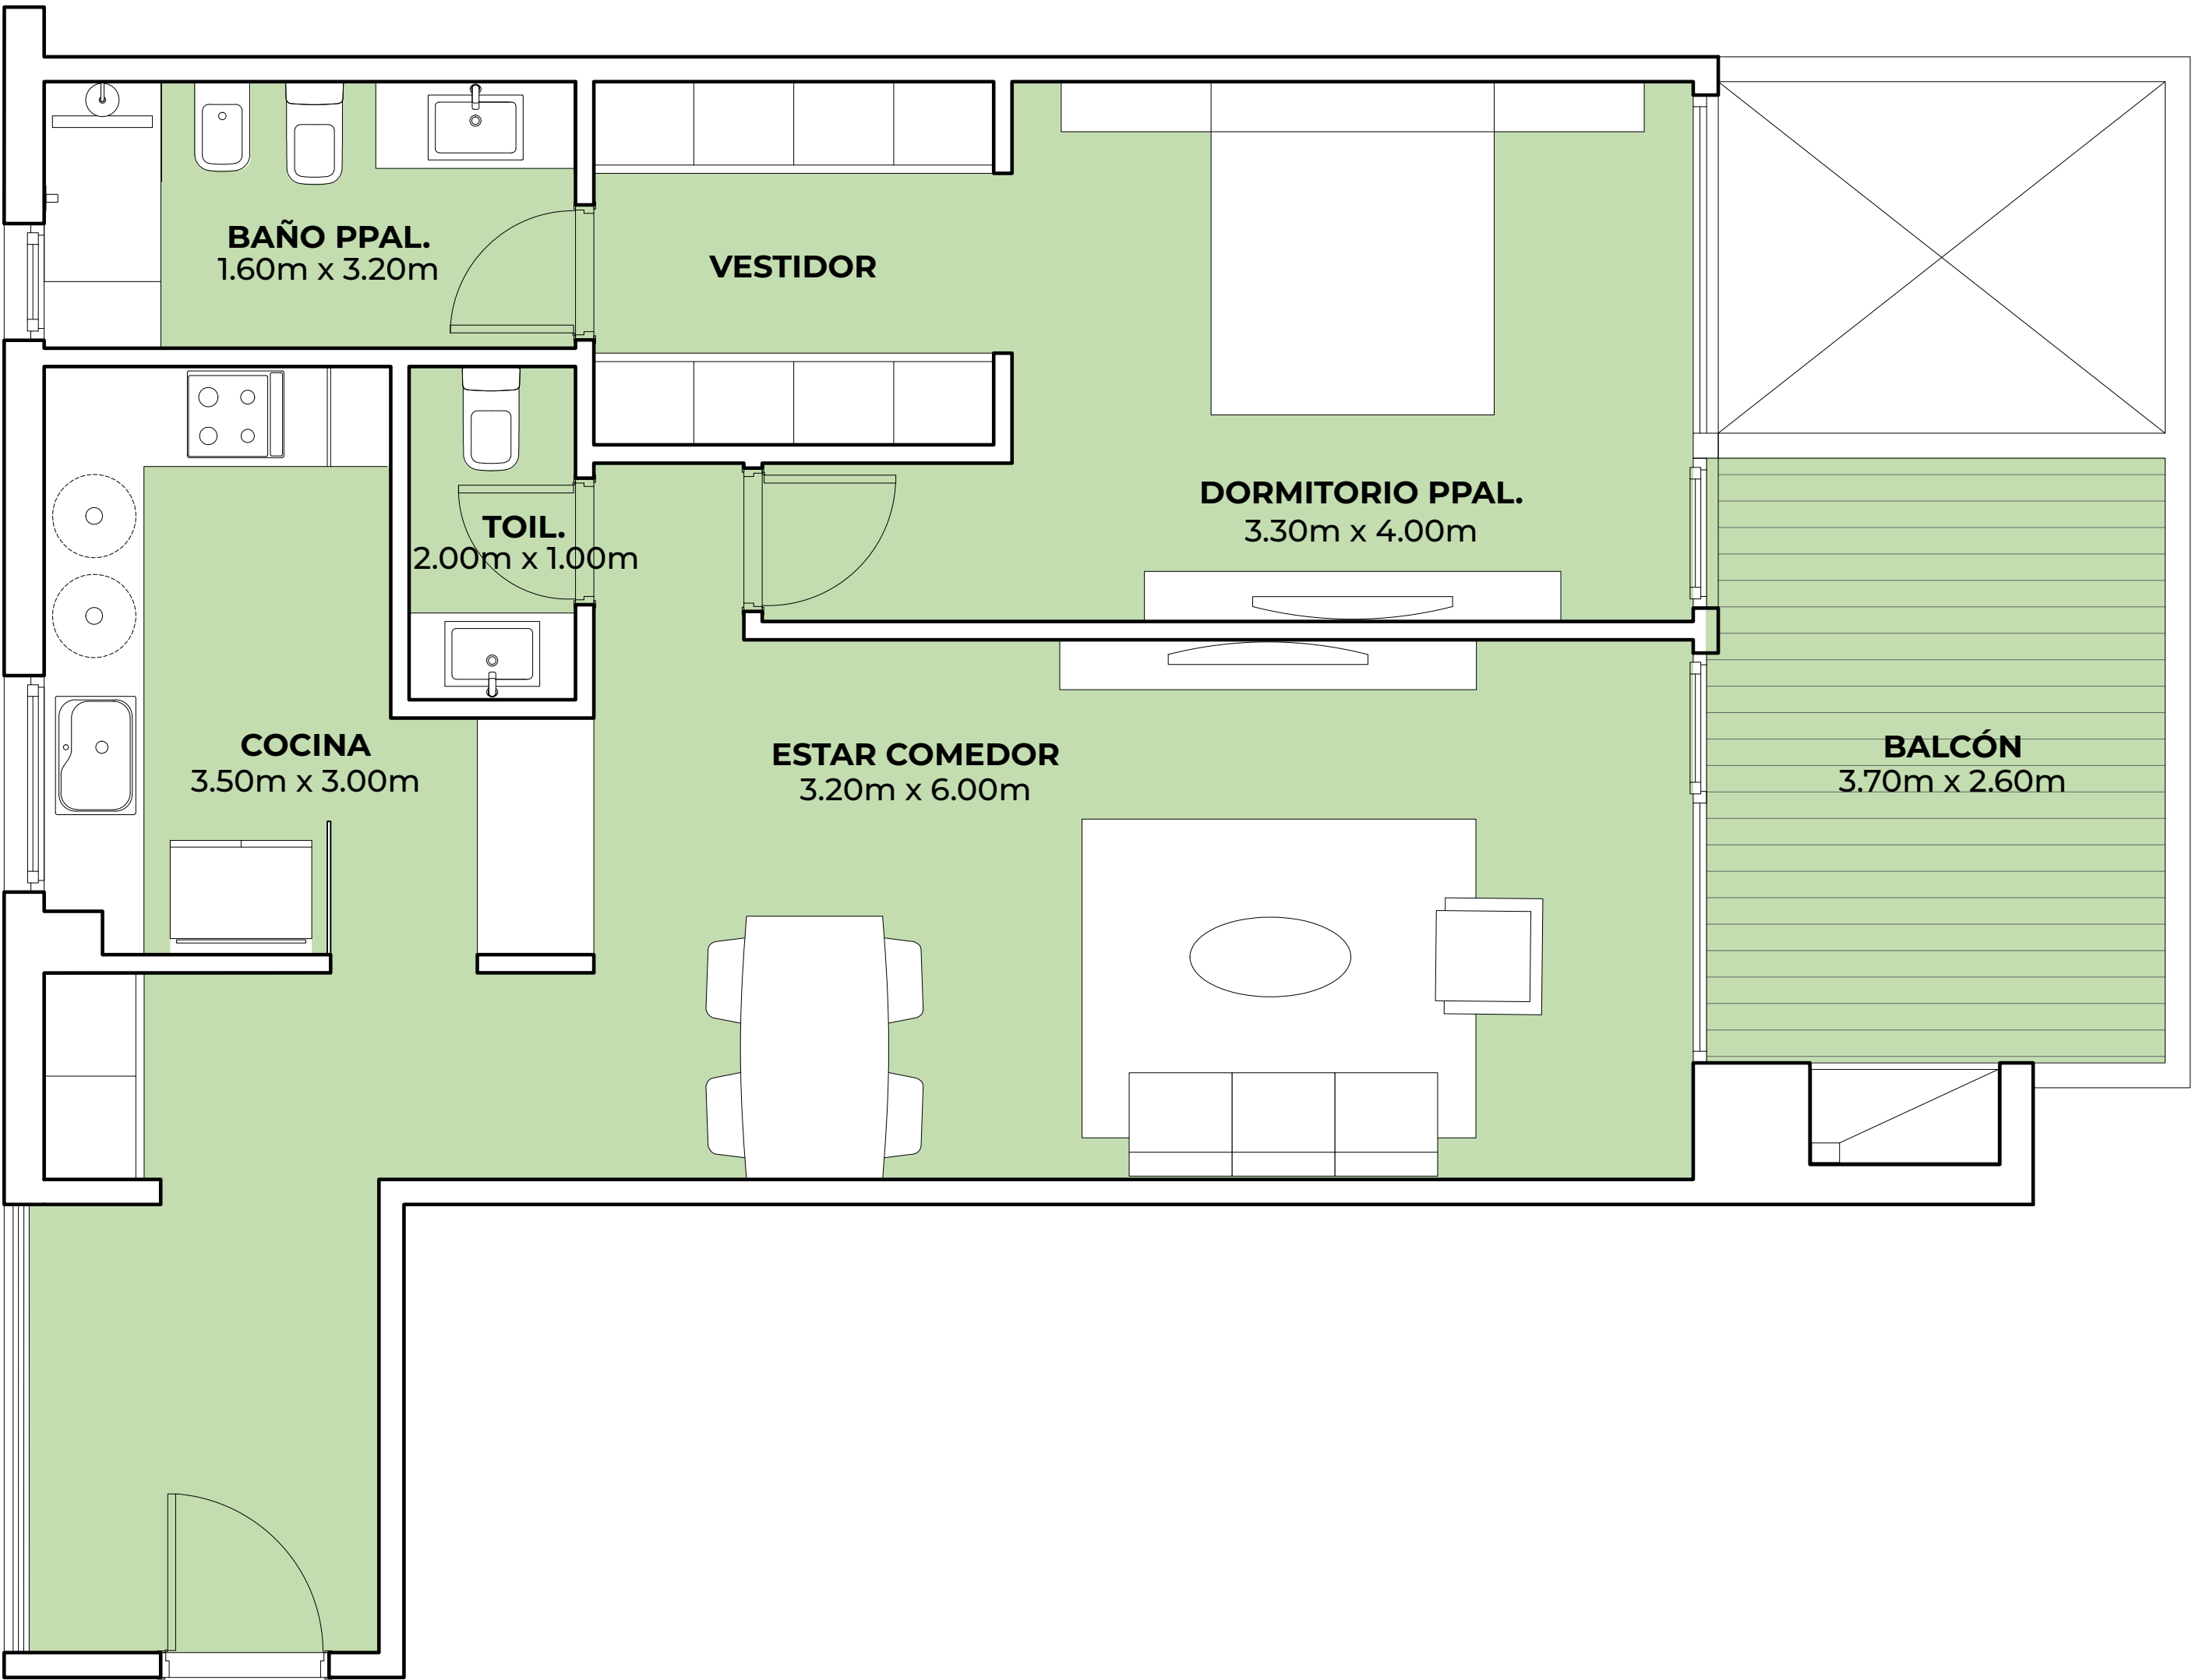 BAÑO PPAL.
1.60m x 3.20m
VESTIDOR
DORMITORIO PPAL.
3.30m x 4.00m
TOIL.
2.00m x 1.00m
COCINA
3.50m x 3.00m
ESTAR COMEDOR
3.20m x 6.00m
BALCÓN
3.70m x 2.60m